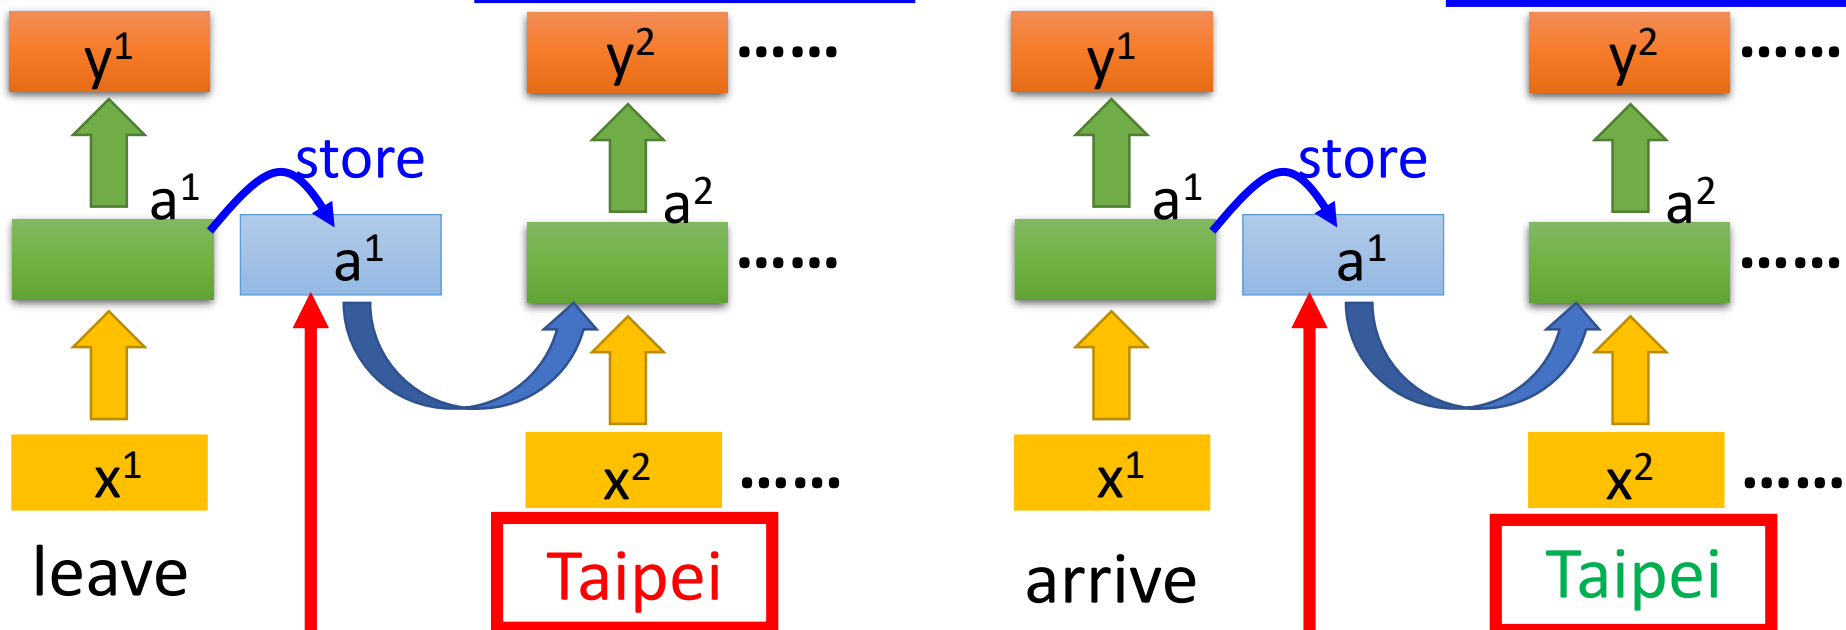 y¹ y² …… y¹ y² ……
store store
a¹ a² a¹ a²
a¹ …… a¹ ……
x¹ x² …… x¹ x² ……
leave Taipei arrive Taipei